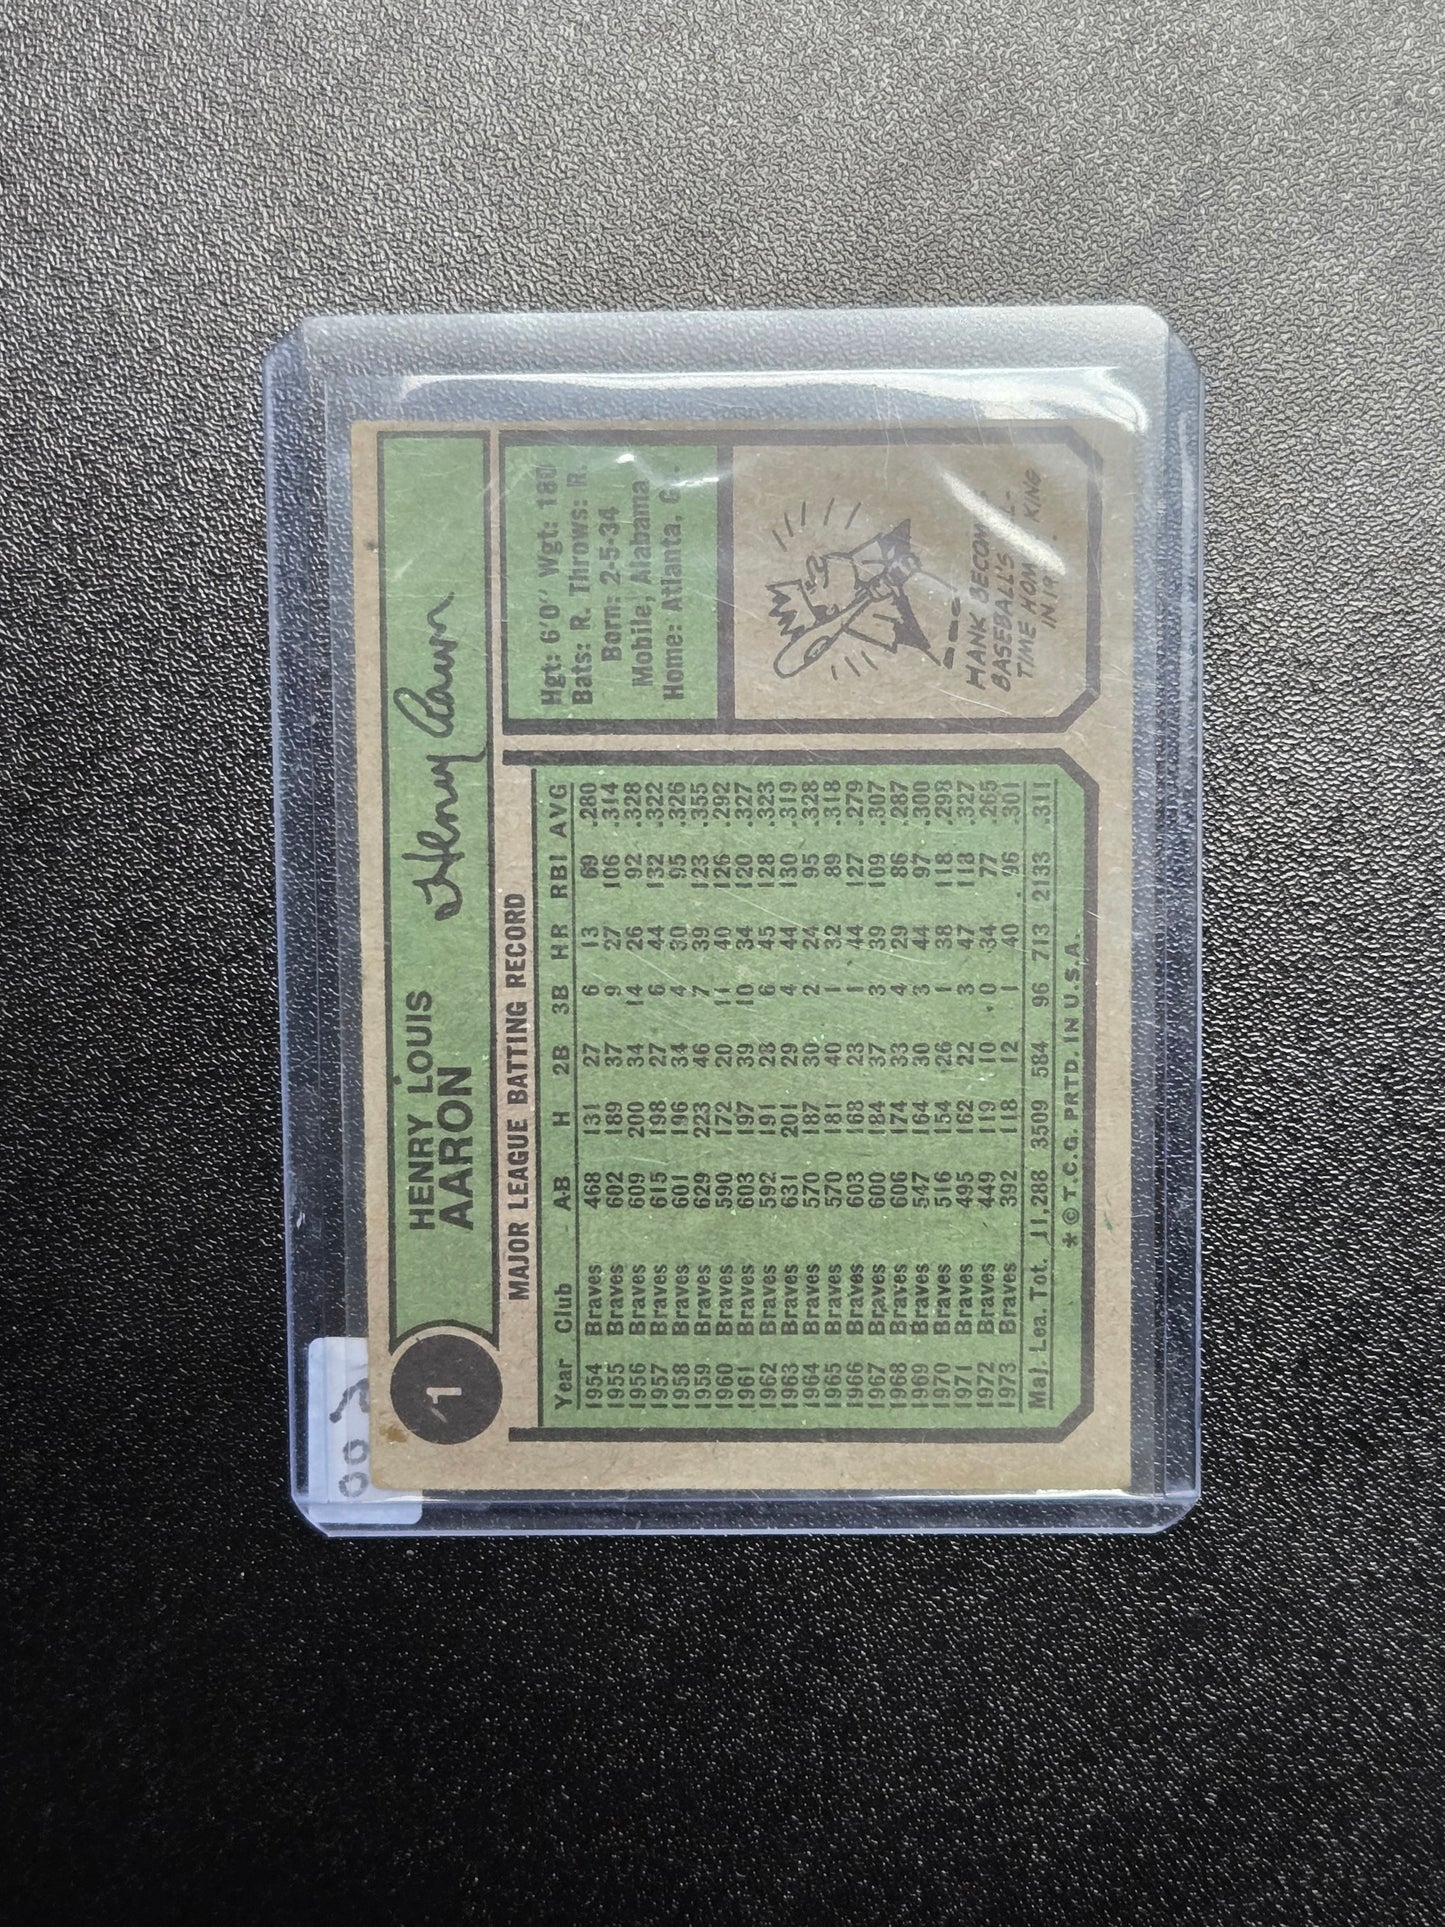 1
HENRY LOUIS
AARON
Henry Aaron
MAJOR LEAGUE BATTING RECORD
Year Club AB H 2B 3B HR RBI AVG
1954 Braves 468 131 27 6 13 69 .280
1955 Braves 602 189 37 9 27 106 .314
1956 Braves 609 200 34 14 26 92 .328
1957 Braves 615 198 27 6 44 132 .322
1958 Braves 601 196 34 4 30 95 .326
1959 Braves 629 223 46 7 39 123 .355
1960 Braves 590 172 20 11 40 126 .292
1961 Braves 603 197 39 10 34 120 .327
1962 Braves 592 191 28 6 45 128 .323
1963 Braves 631 201 29 4 44 130 .319
1964 Braves 570 187 30 2 24 95 .328
1965 Braves 570 181 40 1 32 89 .318
1966 Braves 603 168 23 1 44 127 .279
1967 Braves 600 184 37 3 39 109 .307
1968 Braves 606 174 33 4 29 86 .287
1969 Braves 547 164 30 3 44 97 .300
1970 Braves 516 154 26 1 38 118 .298
1971 Braves 495 162 22 3 47 118 .327
1972 Braves 449 119 10 0 34 77 .265
1973 Braves 392 118 12 1 40 96 .301
Maj. Lea. Tot. 11,288 3509 584 96 713 2133 .311
* © T.C.G. PRTD. IN U.S.A.
Hgt: 6'0" Wgt: 180
Bats: R. Throws: R.
Born: 2-5-34
Mobile, Alabama
Home: Atlanta, G.
HANK
BASEBALL'S
TIME KING
IN
00